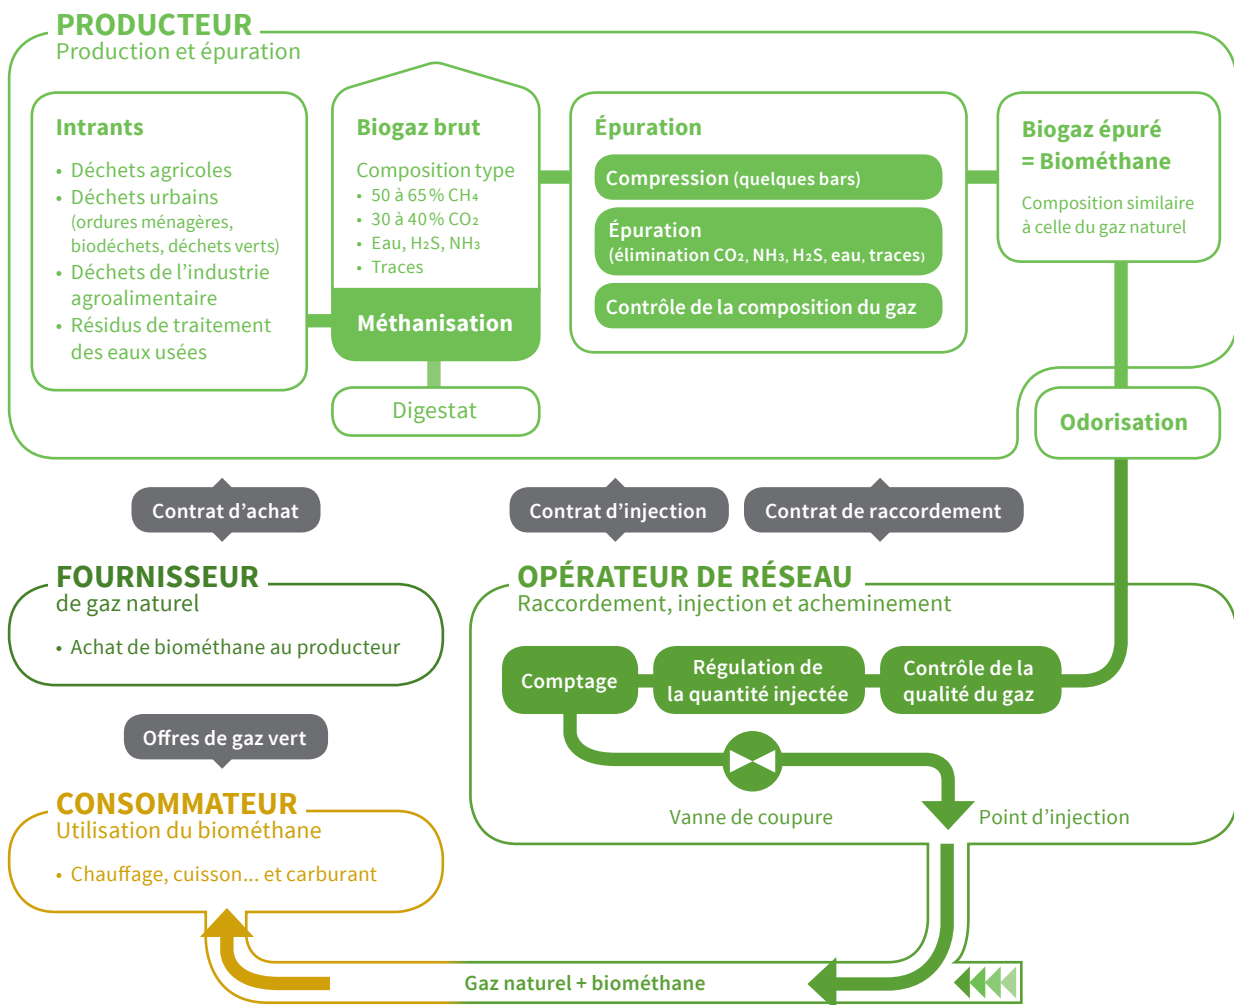 PRODUCTEUR
Production et épuration
Intrants
• Déchets agricoles
• Déchets urbains
(ordures ménagères,
biodéchets, déchets verts)
• Déchets de l’industrie
agroalimentaire
• Résidus de traitement
des eaux usées
Biogaz brut
Composition type
• 50 à 65 % CH₄
• 30 à 40 % CO₂
• Eau, H₂S, NH₃
• Traces
Méthanisation
Digestat
Épuration
Compression (quelques bars)
Épuration
(élimination CO₂, NH₃, H₂S, eau, traces)
Contrôle de la composition du gaz
Biogaz épuré
= Biométhane
Composition similaire
à celle du gaz naturel
Odorisation
Contrat d’achat
Contrat d’injection
Contrat de raccordement
FOURNISSEUR
de gaz naturel
• Achat de biométhane au producteur
OPÉRATEUR DE RÉSEAU
Raccordement, injection et acheminement
Comptage
Régulation de
la quantité injectée
Contrôle de la
qualité du gaz
Vanne de coupure
Point d’injection
Offres de gaz vert
CONSOMMATEUR
Utilisation du biométhane
• Chauffage, cuisson... et carburant
Gaz naturel + biométhane